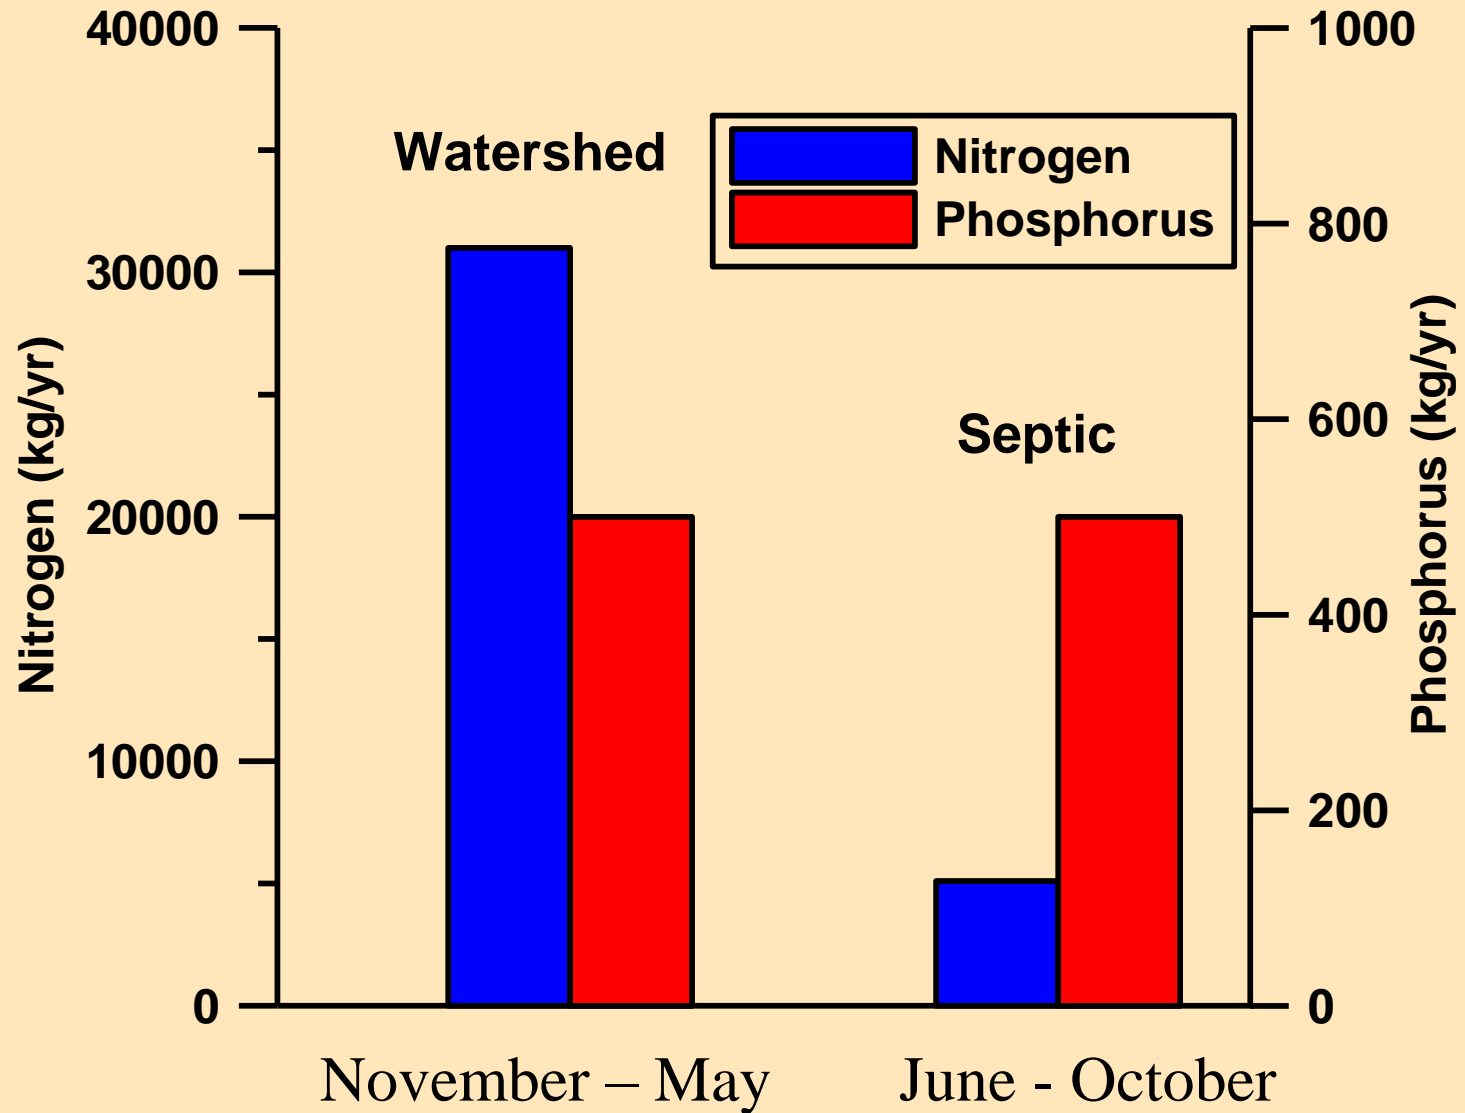 40000
1000
Watershed
Nitrogen
Phosphorus
800
30000
600
Septic
Nitrogen (kg/yr)
Phosphorus (kg/yr)
20000
400
10000
200
0
0
November – May
June - October